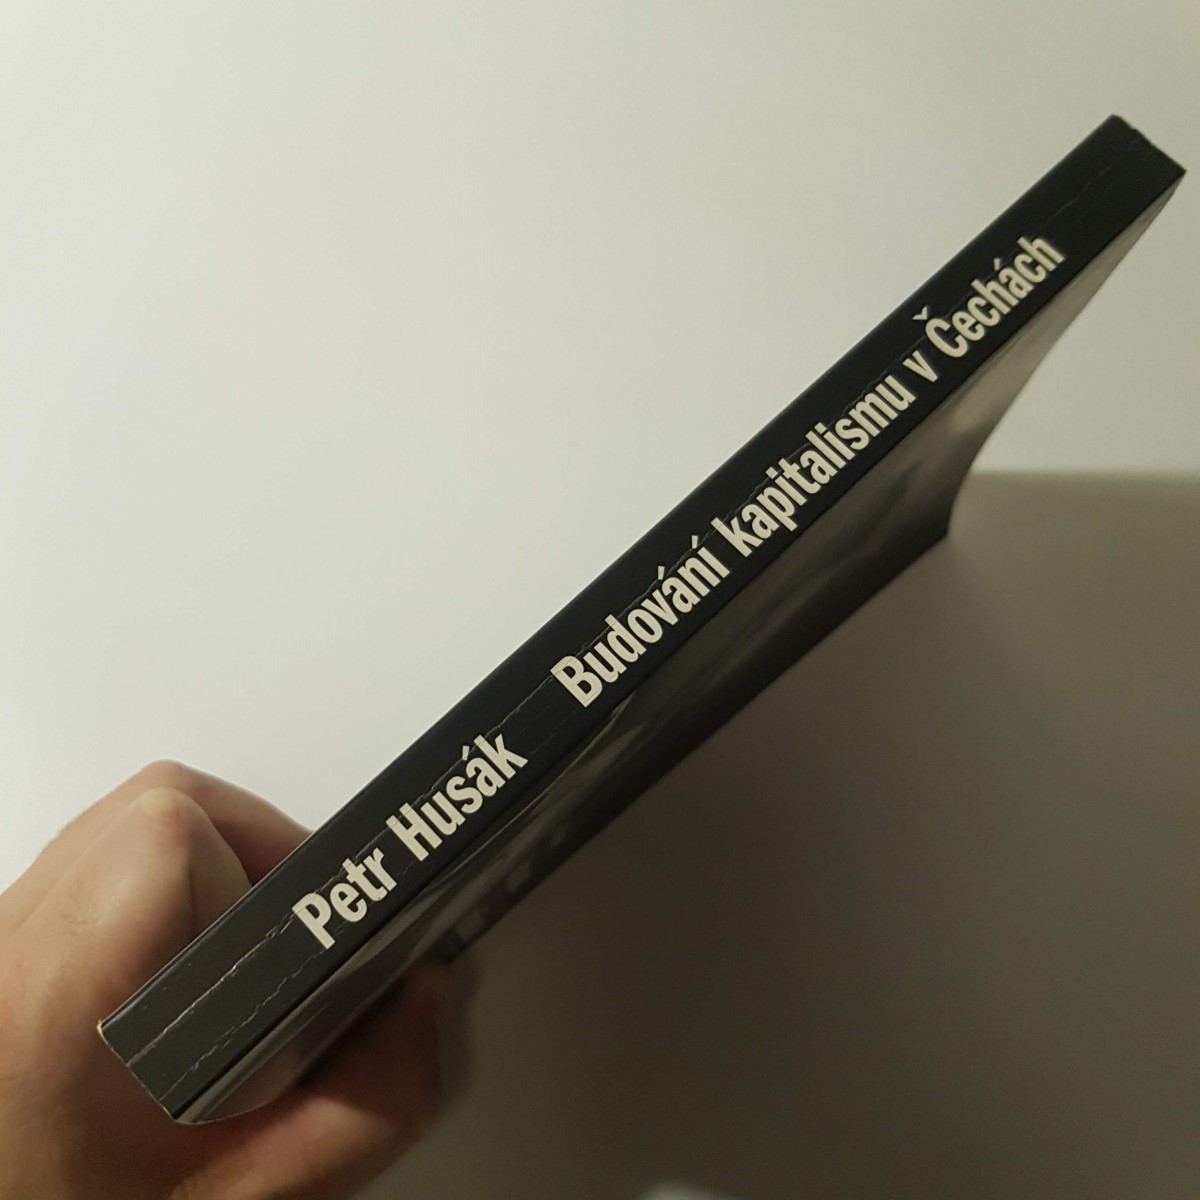 Petr Husák Budování kapitalismu v Čechách